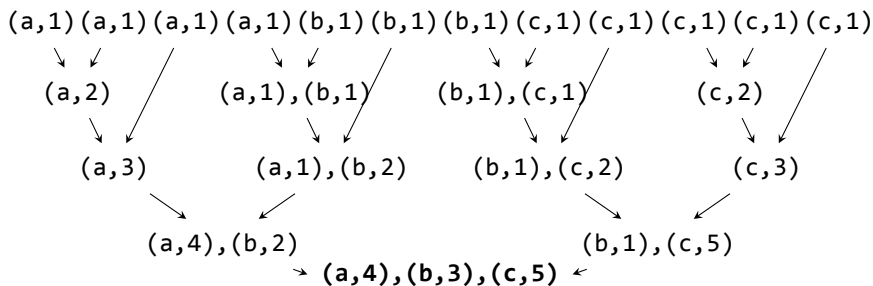 (a,1)(a,1)(a,1)(a,1)(b,1)(b,1)(b,1)(c,1)(c,1)(c,1)(c,1)(c,1)
(a,2) (a,1),(b,1) (b,1),(c,1) (c,2)
(a,3) (a,1),(b,2) (b,1),(c,2) (c,3)
(a,4),(b,2) (b,1),(c,5)
(a,4),(b,3),(c,5)